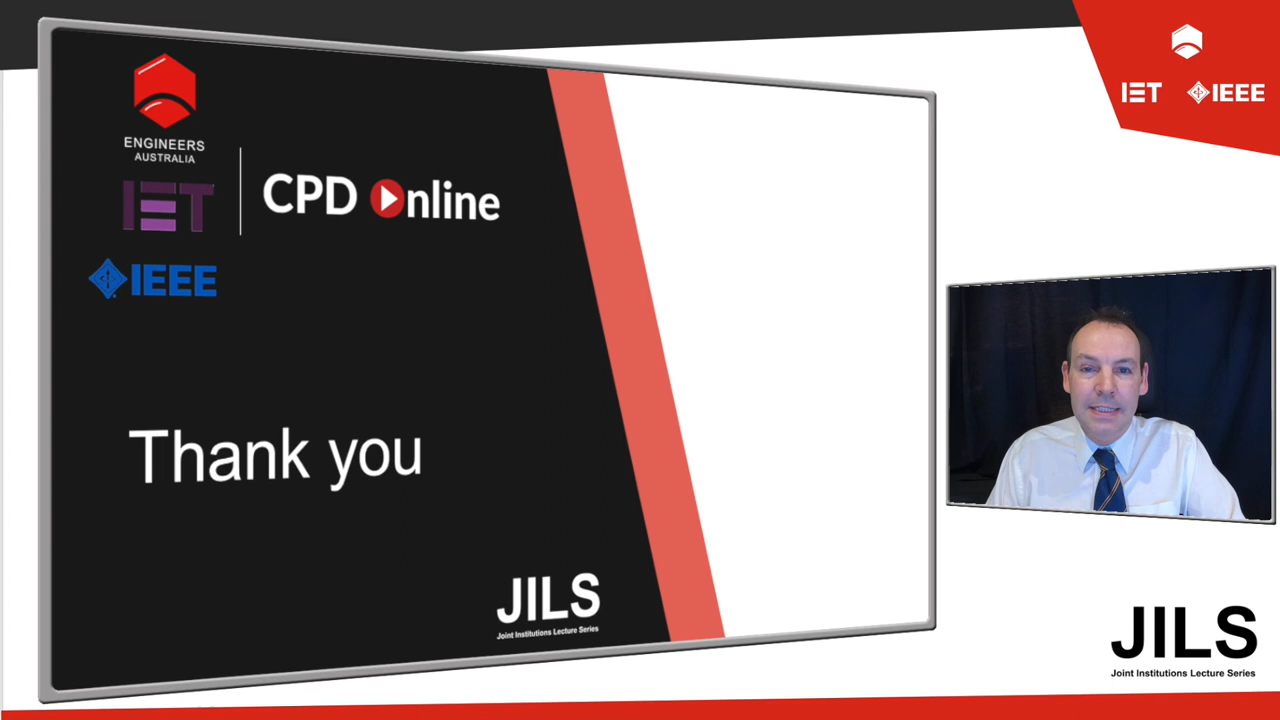 ENGINEERS
AUSTRALIA
IET
CPD Online
IEEE
Thank you
JILS
Joint Institutions Lecture Series
IET
IEEE
JILS
Joint Institutions Lecture Series